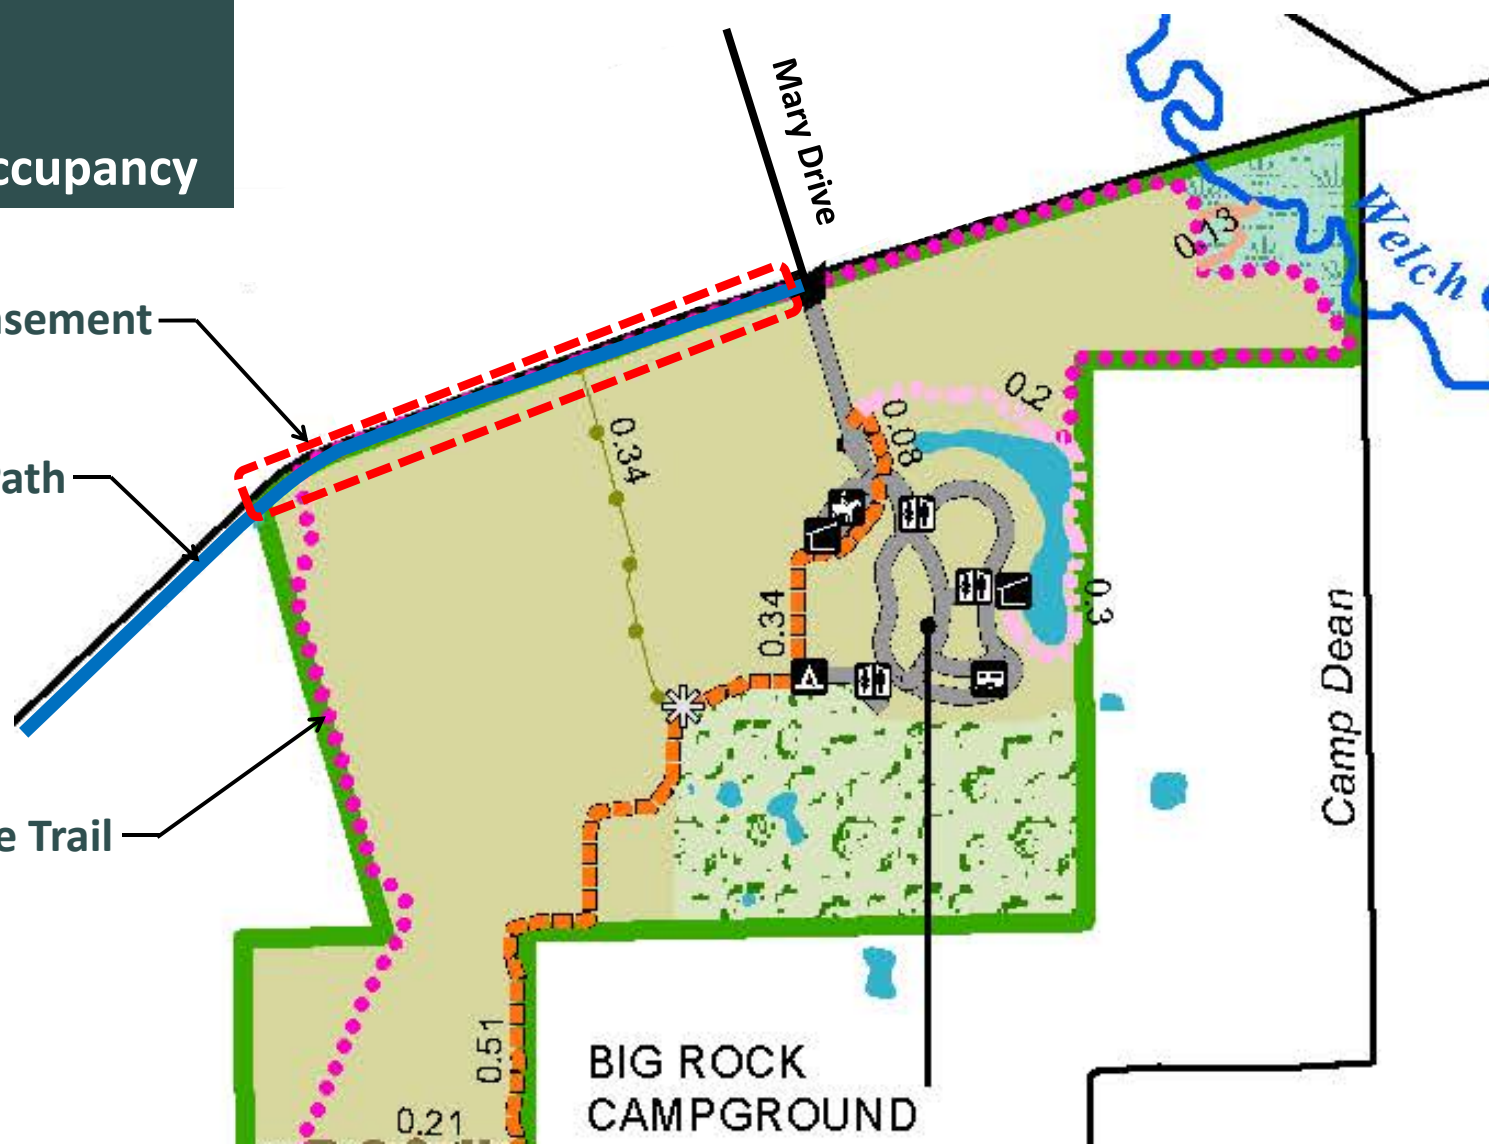 ccupancy
Mary Drive
asement
ath
e Trail
0.34
0.34
0.08
0.2
0.13
0.3
Welch
Camp Dean
0.51
0.21
BIG ROCK
CAMPGROUND